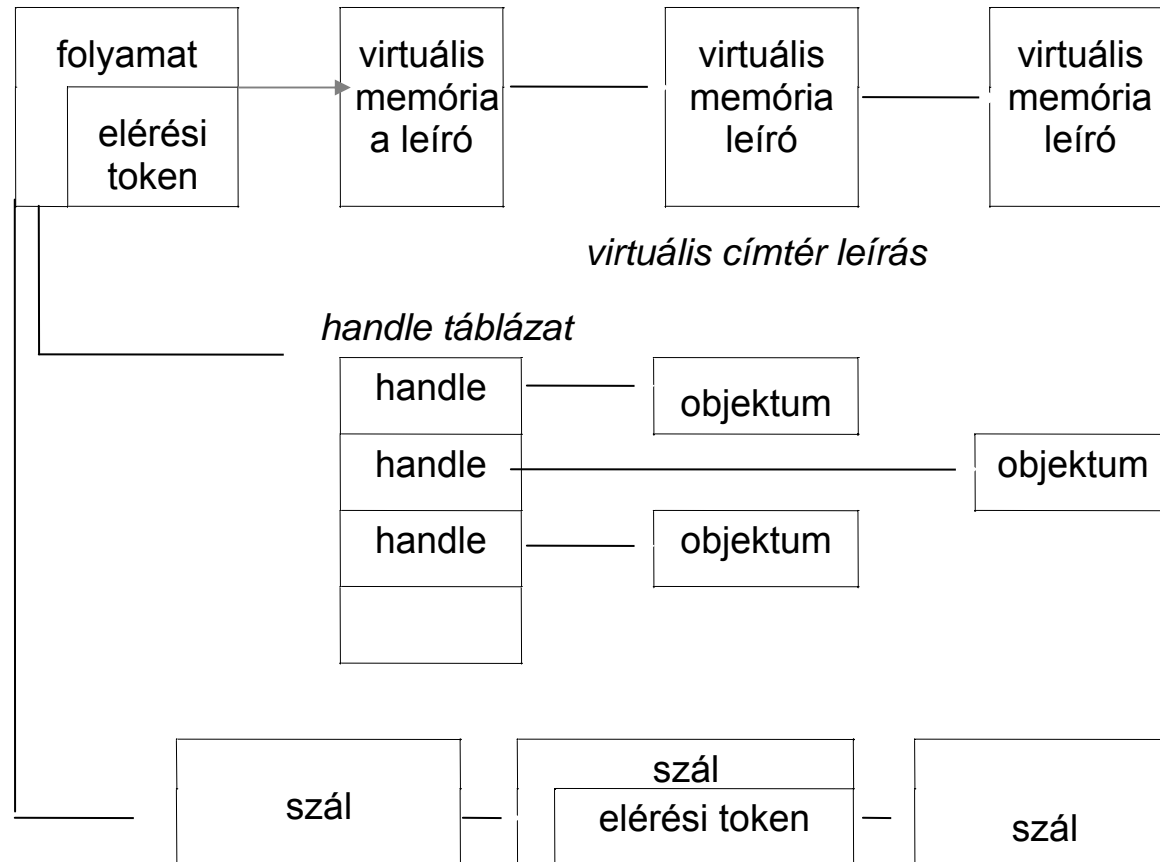 folyamat
elérési
token
virtuális
memória
a leíró
virtuális
memória
leíró
virtuális
memória
leíró
virtuális címtér leírás
handle táblázat
handle
objektum
handle
objektum
handle
objektum
szál
szál
elérési token
szál